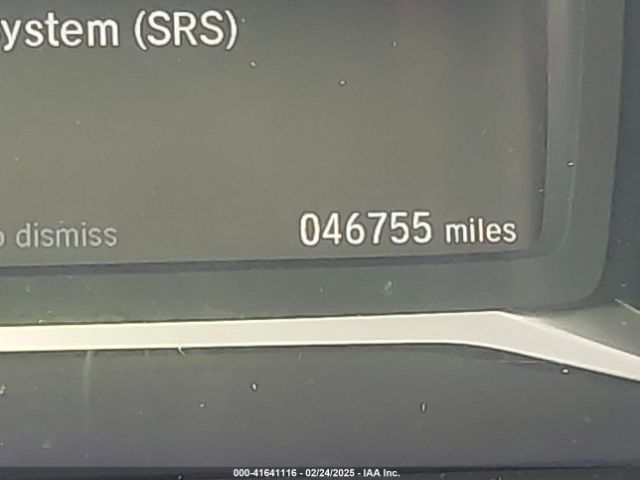 ystem (SRS)
o dismiss
046755 miles
000-41641116 - 02/24/2025 - IAA Inc.